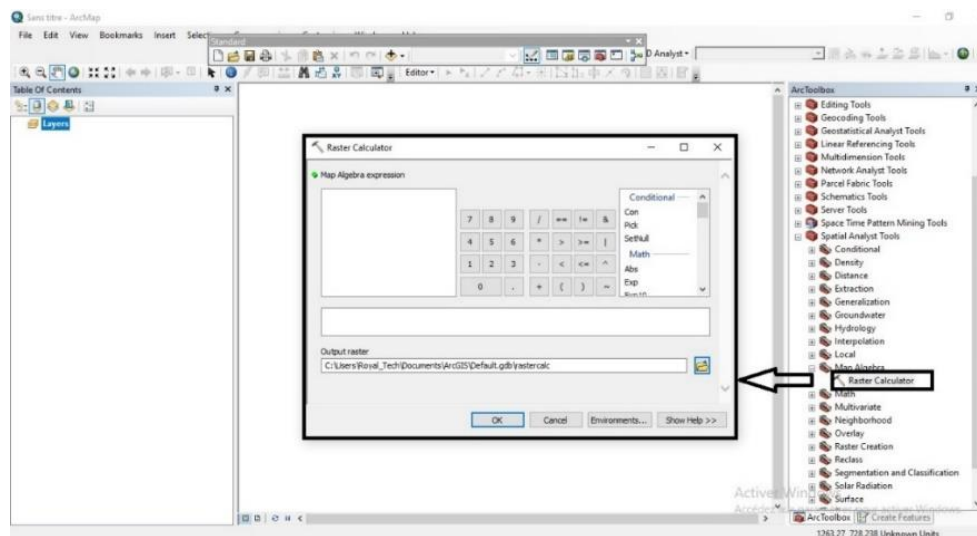 Sans titre - ArcMap
File Edit View Bookmarks Insert
Standard
D Analyst
Editor
Table Of Contents
Layers
Raster Calculator
Map Algebra expression
7 8 9 / == != &
4 5 6 * > >= |
1 2 3 - < <= ^
0 . + ( ) ~
Conditional
Con
Pick
SetNull
Math
Abs
Exp
Exp10
Output raster
C:\Users\Royal_Tech\Documents\ArcGIS\Default.gdb\rastercalc
OK Cancel Environments... Show Help >>
ArcToolbox
Editing Tools
Geocoding Tools
Geostatistical Analyst Tools
Linear Referencing Tools
Multidimension Tools
Network Analyst Tools
Parcel Fabric Tools
Schematics Tools
Server Tools
Space Time Pattern Mining Tools
Spatial Analyst Tools
Conditional
Density
Distance
Extraction
Generalization
Groundwater
Hydrology
Interpolation
Local
Map Algebra
Raster Calculator
Math
Multivariate
Neighborhood
Overlay
Raster Creation
Reclass
Segmentation and Classification
Solar Radiation
Surface
Activer Windows
ArcToolbox Create Features
1263,27 728,238 Unknown Units